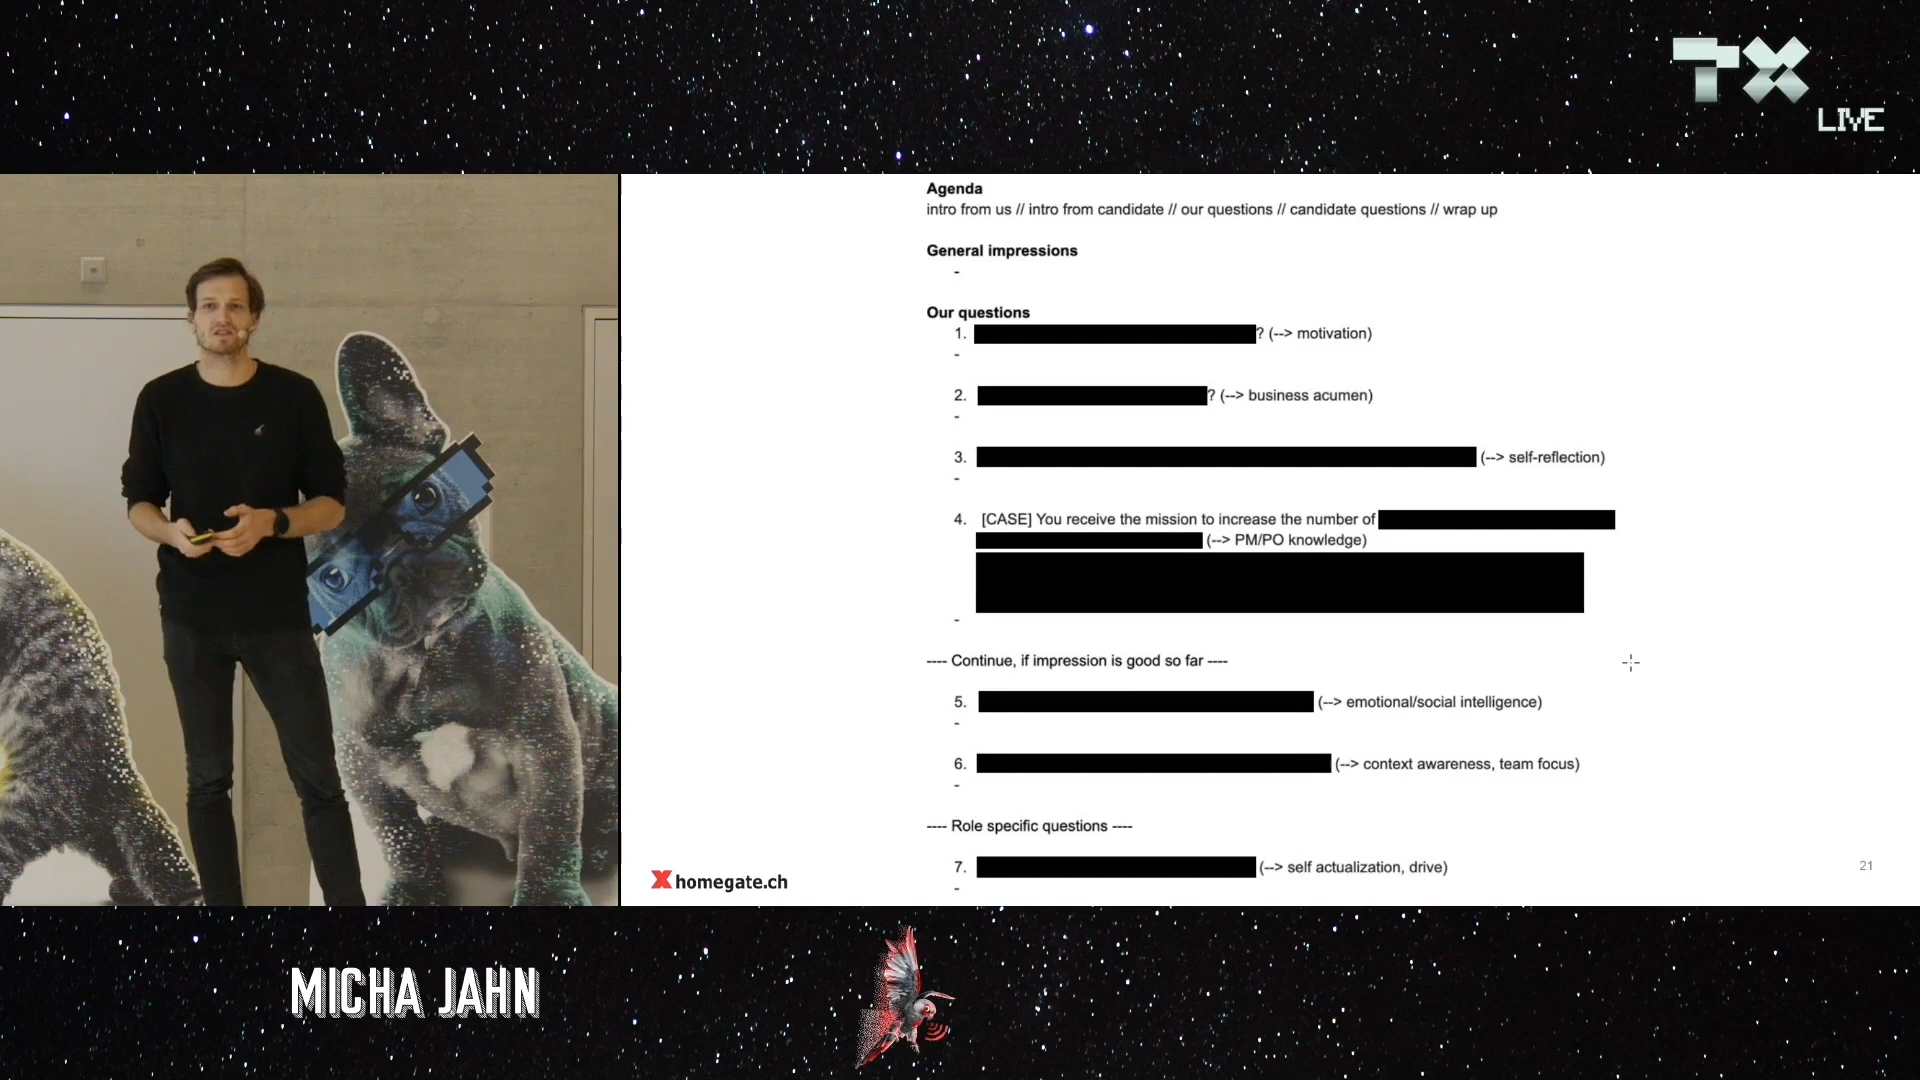 TX
LIVE
Agenda
intro from us // intro from candidate // our questions // candidate questions // wrap up
General impressions
-
Our questions
1. ? (--> motivation)
-
2. ? (--> business acumen)
-
3. (--> self-reflection)
-
4. [CASE] You receive the mission to increase the number of
(--> PM/PO knowledge)
-
---- Continue, if impression is good so far ----
5. (--> emotional/social intelligence)
-
6. (--> context awareness, team focus)
-
---- Role specific questions ----
7. (--> self actualization, drive)
-
homegate.ch
21
MICHA JAHN